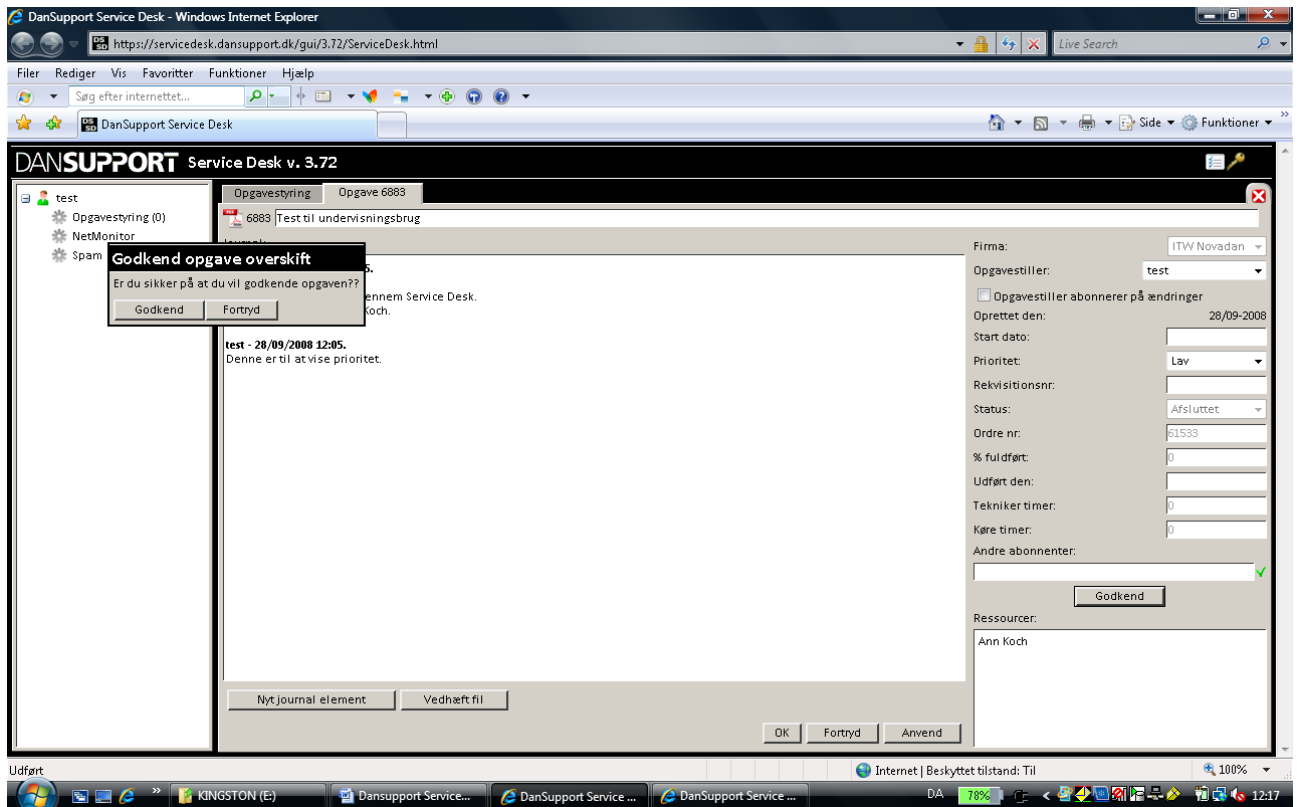 DanSupport Service Desk - Windows Internet Explorer
https://servicedesk.dansupport.dk/gui/3.72/ServiceDesk.html
Live Search
Filer Rediger Vis Favoritter Funktioner Hjælp
Søg efter internettet...
DanSupport Service Desk
Side Funktioner
DANSUPPORT Service Desk v. 3.72
test
Opgavestyring (0)
NetMonitor
Spam
Opgavestyring Opgave 6883
6883 Test til undervisningsbrug
Godkend opgave overskift
Er du sikker på at du vil godkende opgaven??
Godkend Fortryd
5.
ennem Service Desk.
Koch.
test - 28/09/2008 12:05.
Denne er til at vise prioritet.
Nyt journal element Vedhæft fil
OK Fortryd Anvend
Firma: ITW Novadan
Opgavestiller: test
Opgavestiller abonnerer på ændringer
Oprettet den: 28/09-2008
Start dato:
Prioritet: Lav
Rekvisitionsnr:
Status: Afsluttet
Ordre nr: 61533
% fuldført: 0
Udført den:
Tekniker timer: 0
Køre timer: 0
Andre abonnenter:
Godkend
Ressourcer:
Ann Koch
Udført
Internet | Beskyttet tilstand: Til
100%
KINGSTON (E:) Dansupport Service... DanSupport Service ... DanSupport Service ... DA 78% 12:17